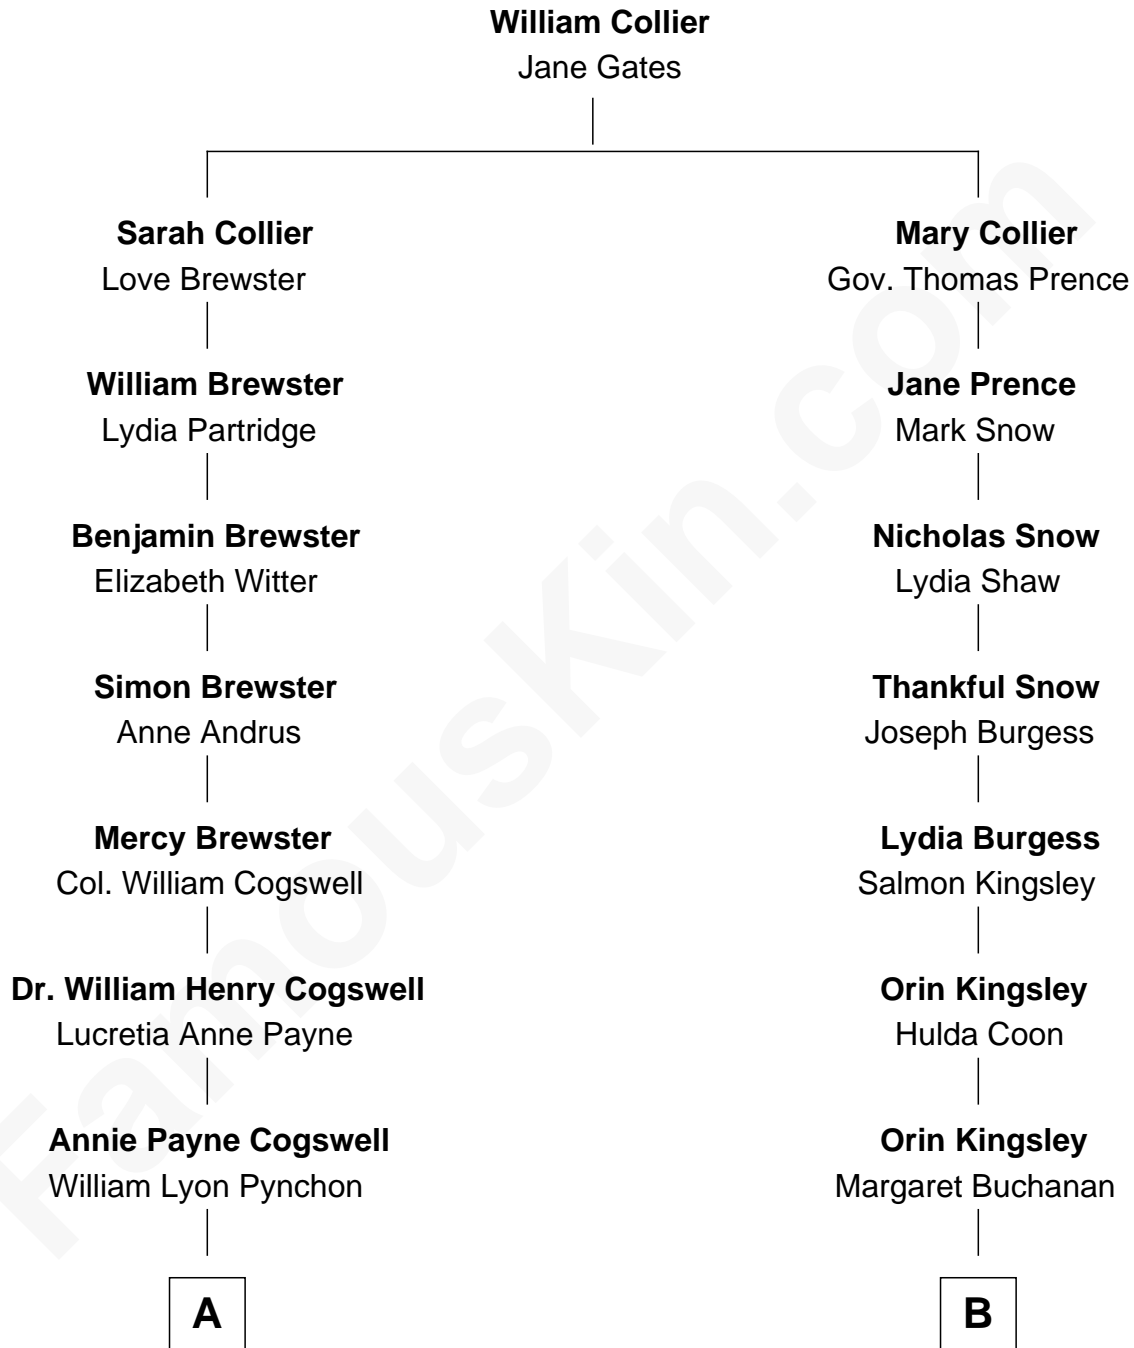 William Collier
Jane Gates
Sarah Collier
Love Brewster
Mary Collier
Gov. Thomas Prence
William Brewster
Lydia Partridge
Jane Prence
Mark Snow
Benjamin Brewster
Elizabeth Witter
Nicholas Snow
Lydia Shaw
Simon Brewster
Anne Andrus
Thankful Snow
Joseph Burgess
Mercy Brewster
Col. William Cogswell
Lydia Burgess
Salmon Kingsley
Dr. William Henry Cogswell
Lucretia Anne Payne
Orin Kingsley
Hulda Coon
Annie Payne Cogswell
William Lyon Pynchon
Orin Kingsley
Margaret Buchanan
A
B
FamousKin.com